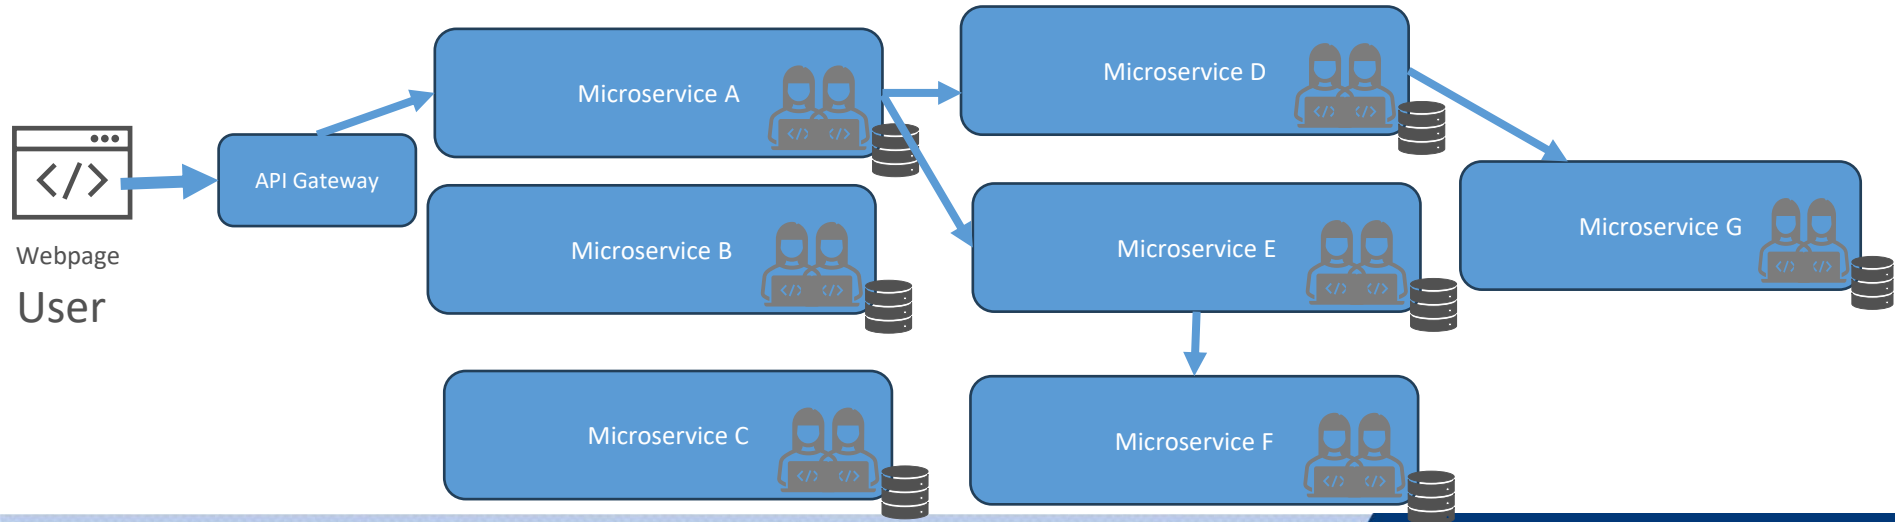 Webpage
User
API Gateway
Microservice A
Microservice B
Microservice C
Microservice D
Microservice E
Microservice F
Microservice G